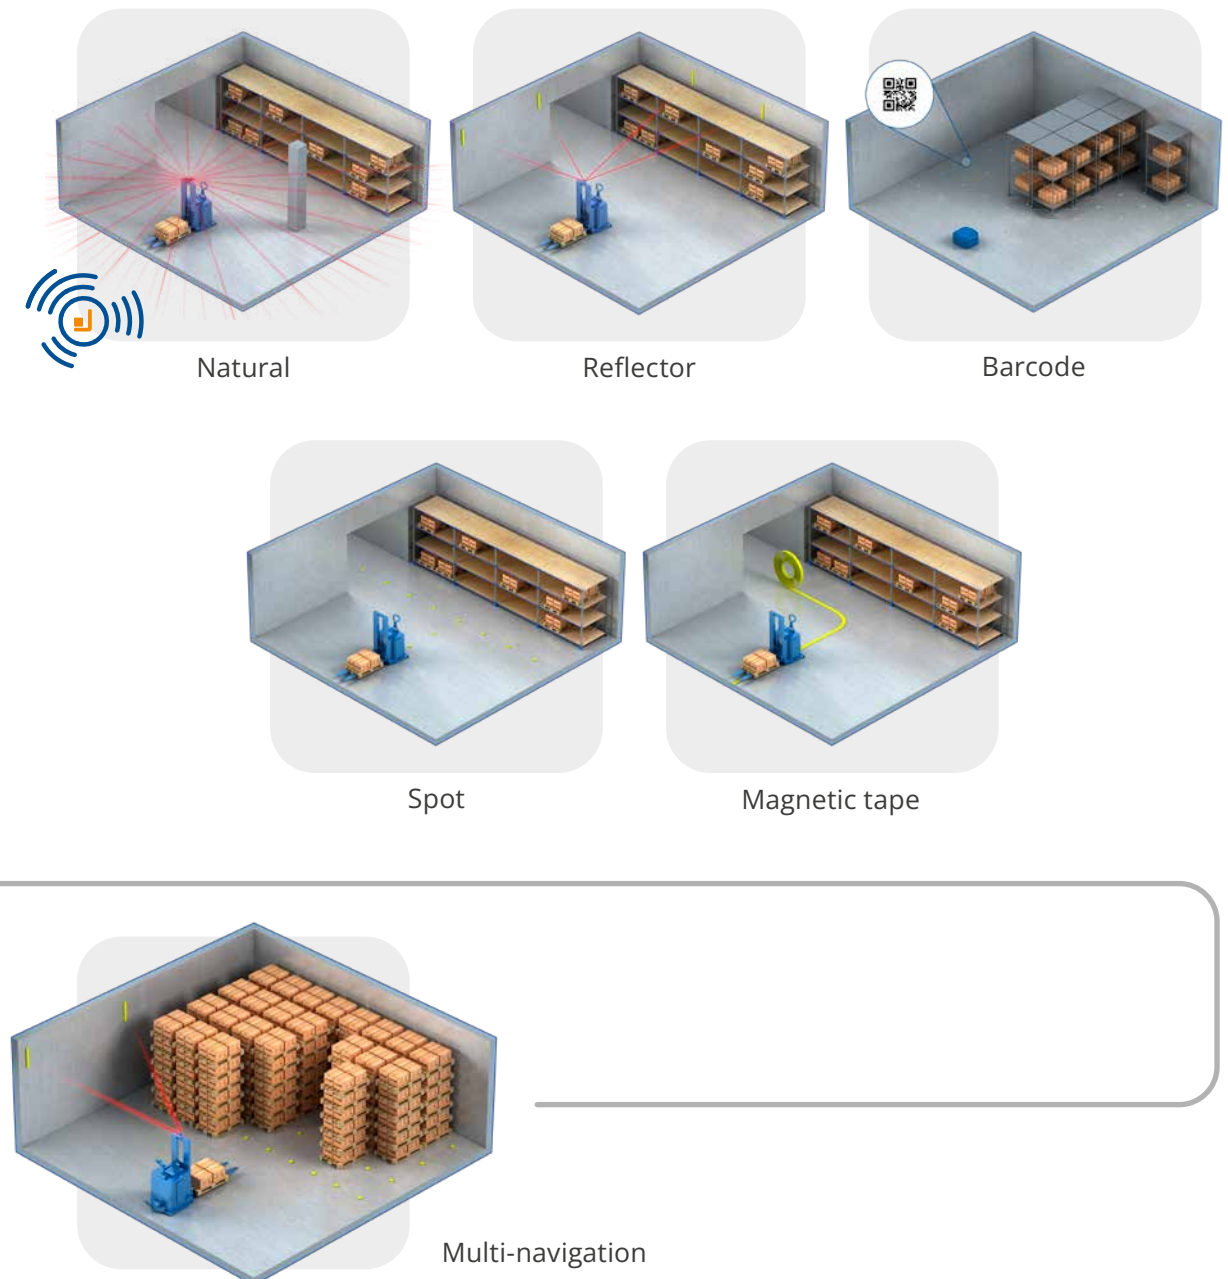 Natural
Reflector
Barcode
Spot
Magnetic tape
Multi-navigation